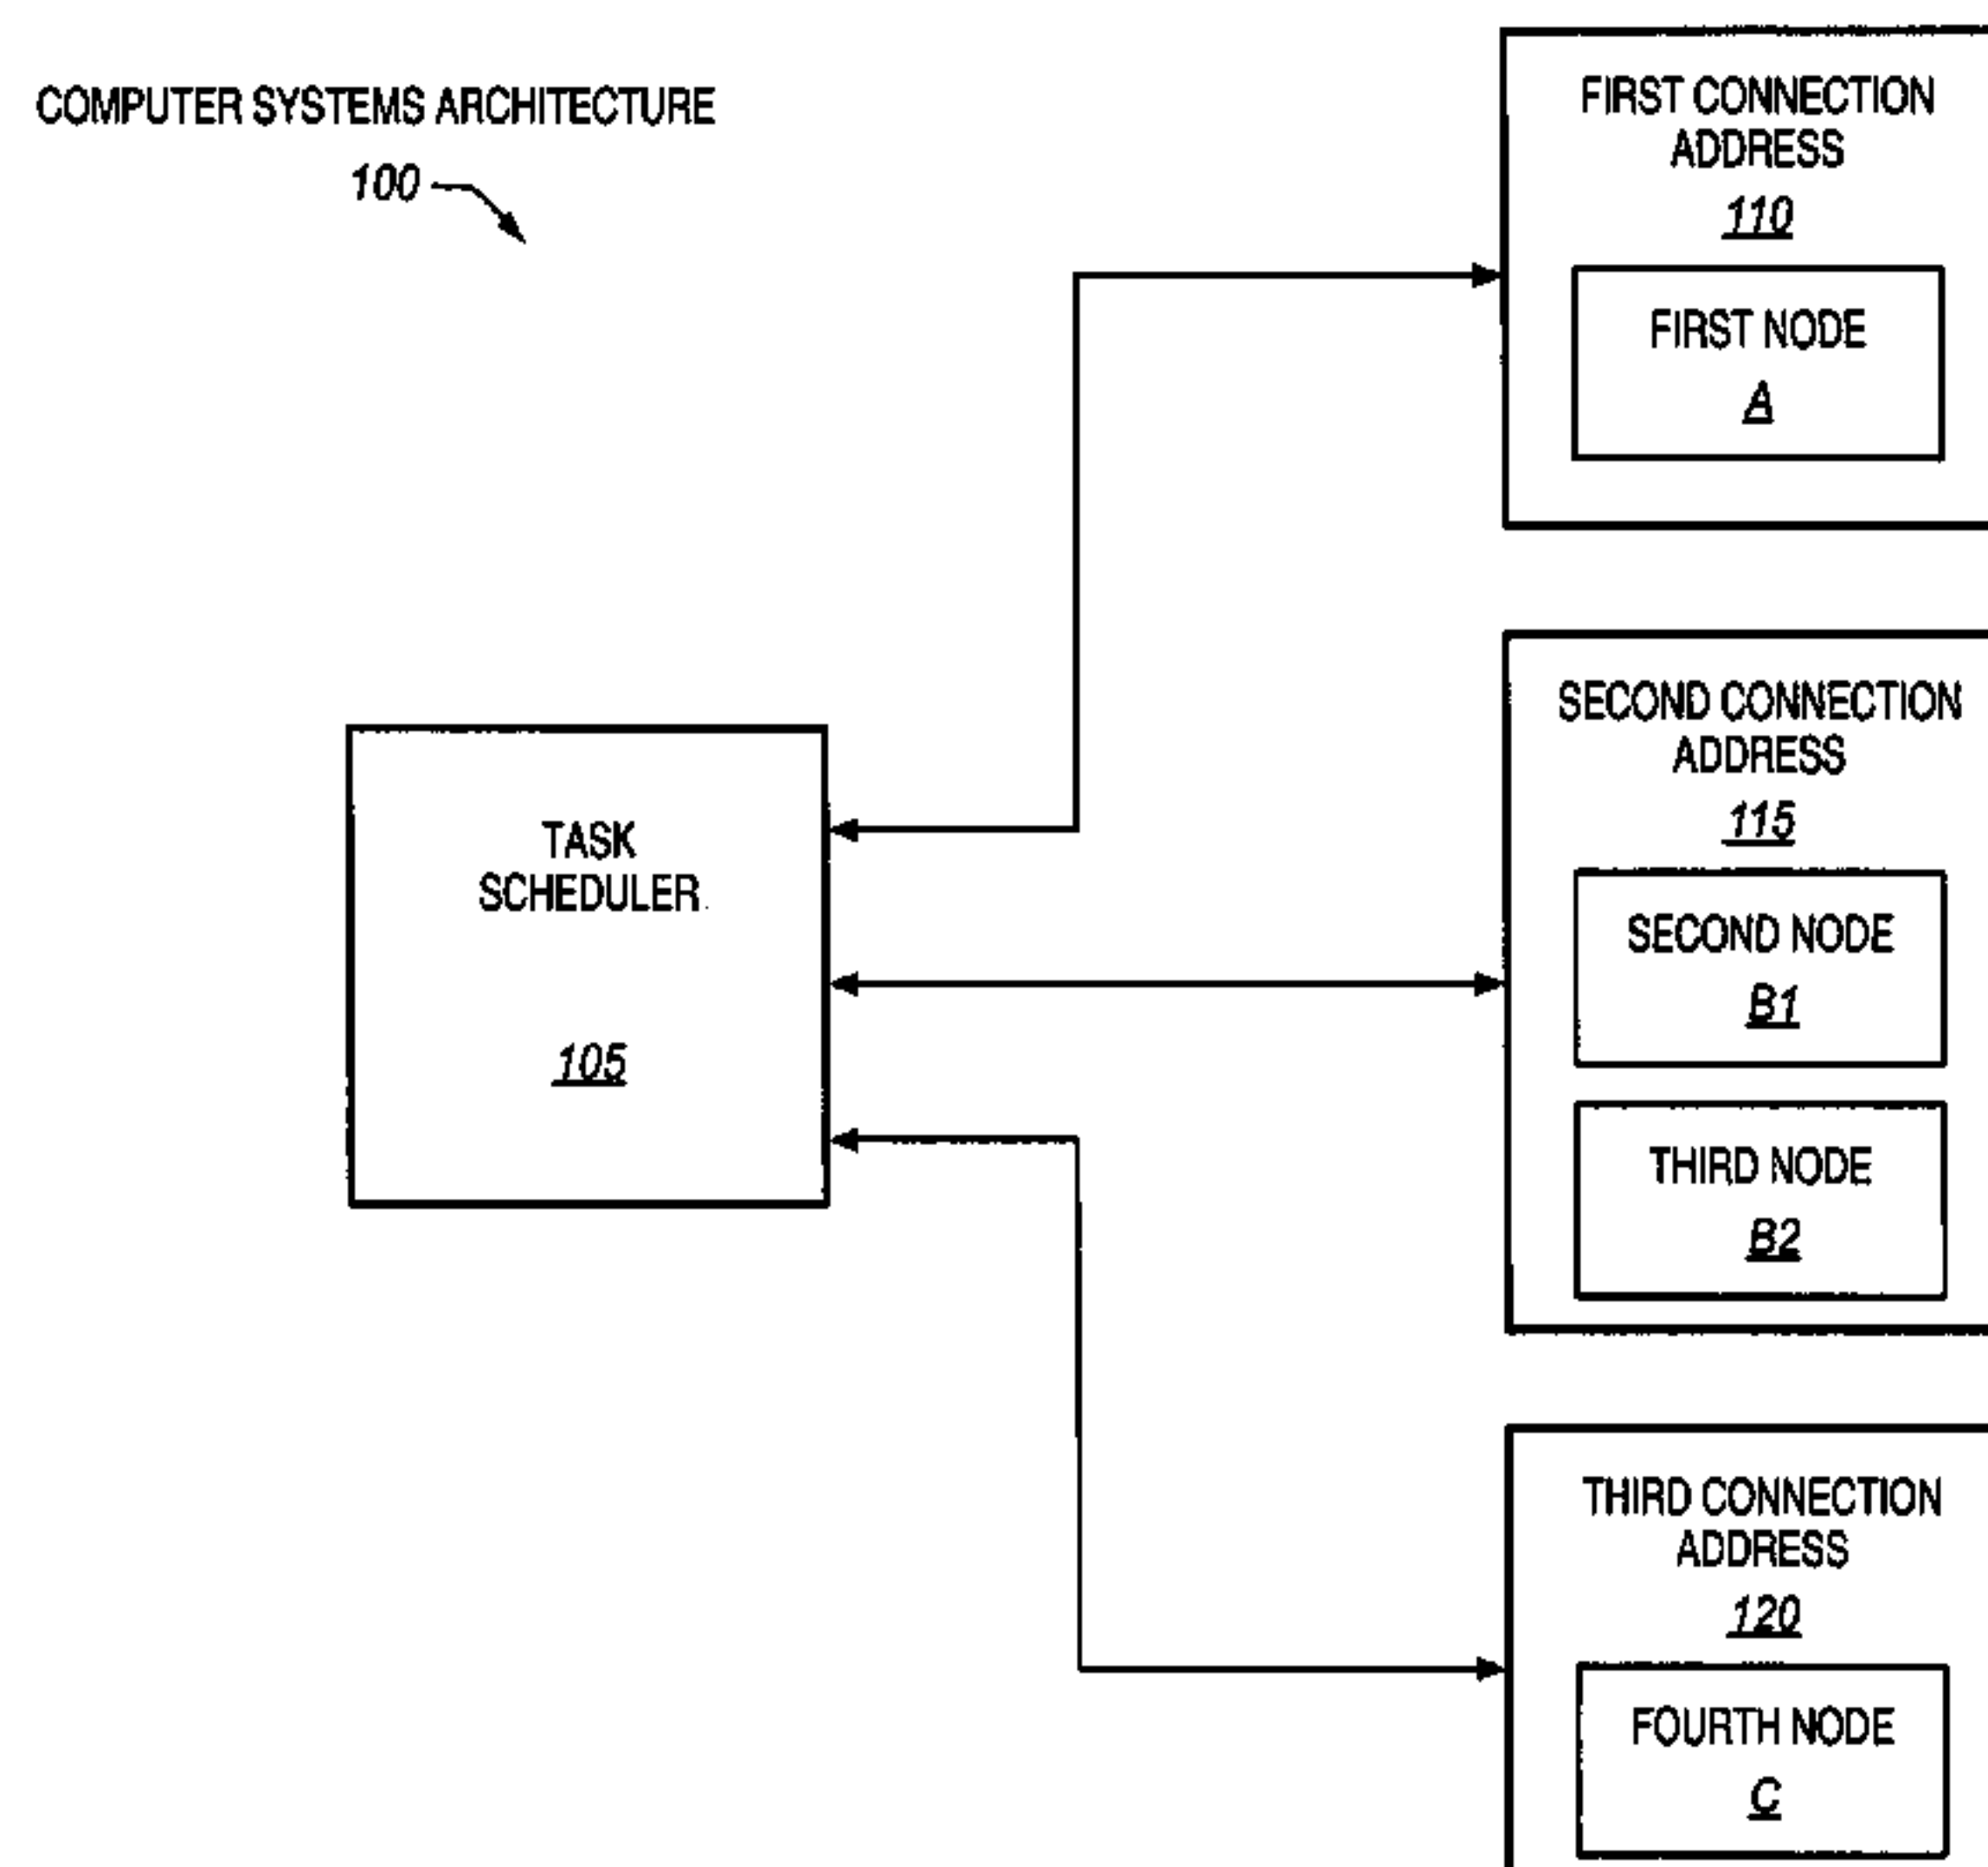 COMPUTER SYSTEMS ARCHITECTURE
100
FIRST CONNECTION
ADDRESS
110
FIRST NODE
A
TASK
SCHEDULER
105
SECOND CONNECTION
ADDRESS
115
SECOND NODE
B1
THIRD NODE
B2
THIRD CONNECTION
ADDRESS
120
FOURTH NODE
C